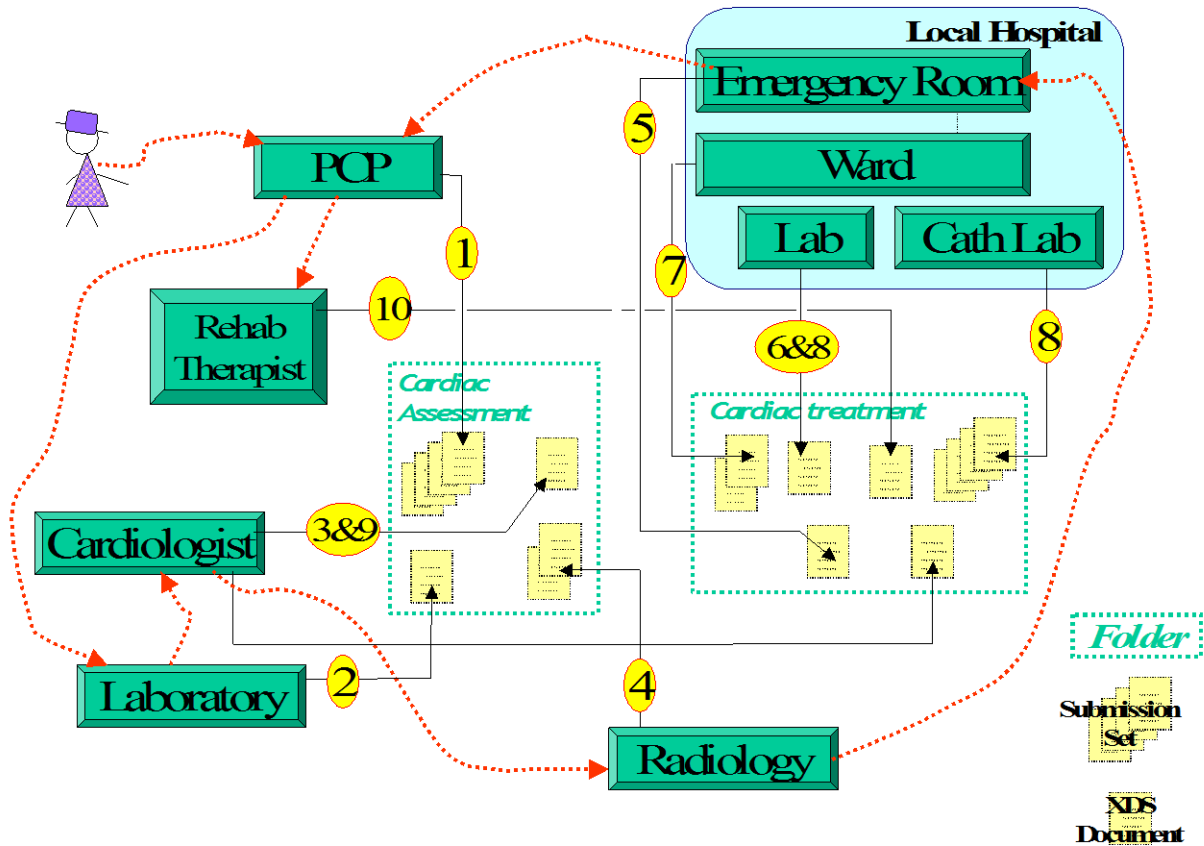 Local Hospital
Emergency Room
5
PCP
Ward
1
Lab
Cath Lab
7
10
Rehab
Therapist
6&8
8
Cardiac
Assessment
Cardiac treatment
Cardiologist
3&9
Folder
Laboratory
2
4
Submission
Set
Radiology
XDS
Document